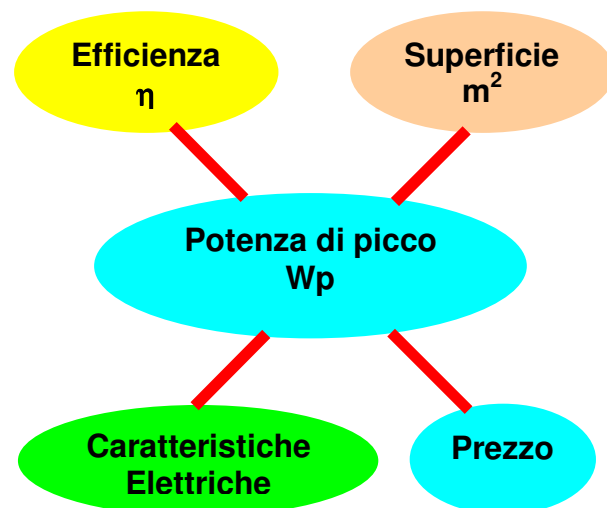 Efficienza
η
Superficie
m²
Potenza di picco
Wp
Caratteristiche
Elettriche
Prezzo